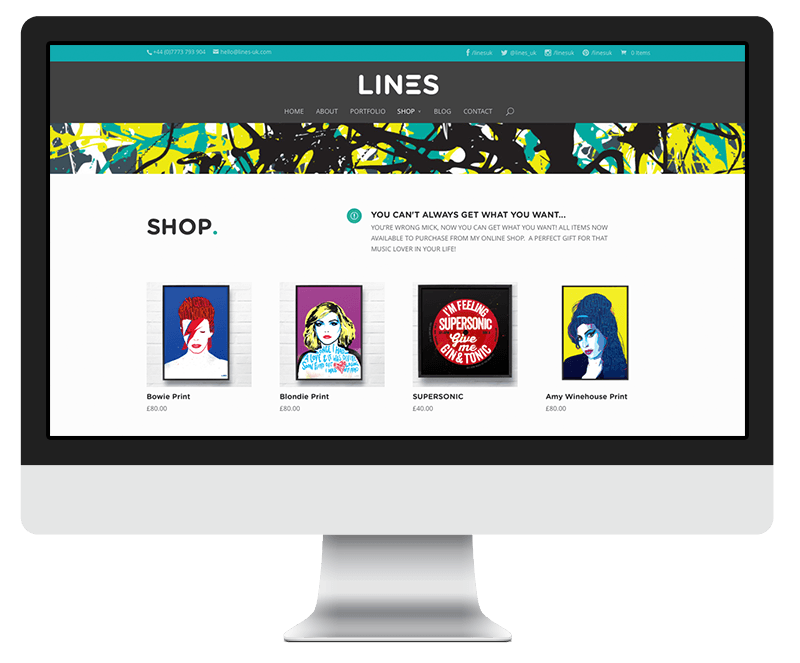 +44 (0)7773 793 904 hello@lines-uk.com /linesuk @lines_uk /linesuk /linesuk 0 Items
LINES
HOME ABOUT PORTFOLIO SHOP BLOG CONTACT
SHOP.
YOU CAN'T ALWAYS GET WHAT YOU WANT...
YOU'RE WRONG MICK, NOW YOU CAN GET WHAT YOU WANT! ALL ITEMS NOW
AVAILABLE TO PURCHASE FROM MY ONLINE SHOP. A PERFECT GIFT FOR THAT
MUSIC LOVER IN YOUR LIFE!
I'M FEELING
SUPERSONIC
Give
me
GIN & TONIC
Bowie Print Blondie Print SUPERSONIC Amy Winehouse Print
£80.00 £80.00 £40.00 £80.00